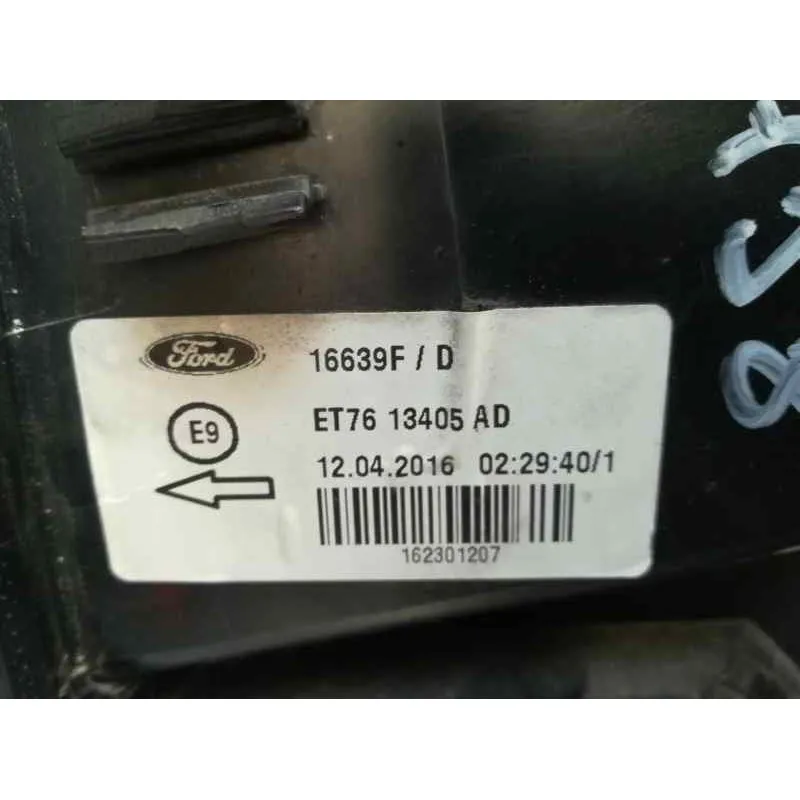 Ford
16639F / D
E9
ET76 13405 AD
12.04.2016 02:29:40/1
162301207